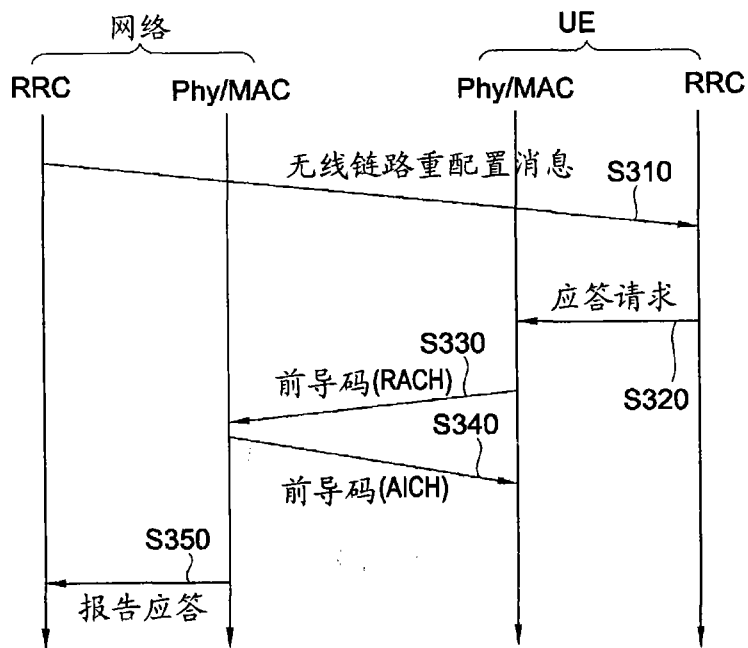 网络
UE
RRC
Phy/MAC
Phy/MAC
RRC
无线链路重配置消息
S310
应答请求
S320
S330
前导码(RACH)
S340
前导码(AICH)
S350
报告应答